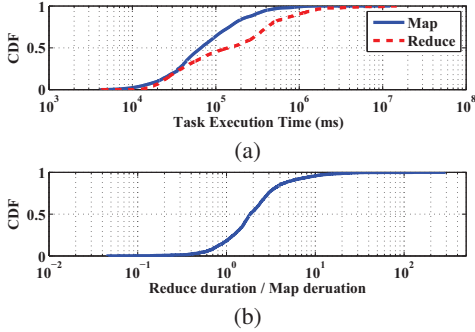 CDF
1
0.5
0
Map
Reduce
10^3 10^4 10^5 10^6 10^7 10^8
Task Execution Time (ms)
(a)
CDF
1
0.5
0
10^-2 10^-1 10^0 10^1 10^2
Reduce duration / Map deruation
(b)